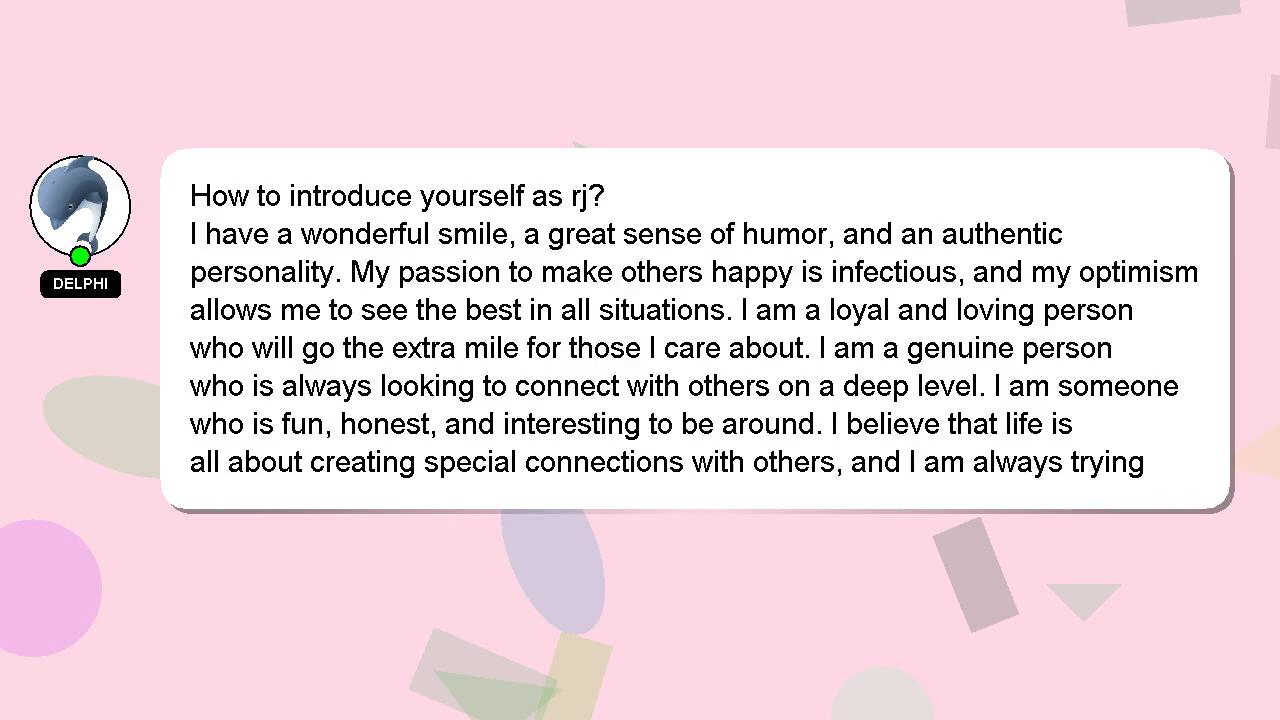 DELPHI
How to introduce yourself as rj?
I have a wonderful smile, a great sense of humor, and an authentic
personality. My passion to make others happy is infectious, and my optimism
allows me to see the best in all situations. I am a loyal and loving person
who will go the extra mile for those I care about. I am a genuine person
who is always looking to connect with others on a deep level. I am someone
who is fun, honest, and interesting to be around. I believe that life is
all about creating special connections with others, and I am always trying